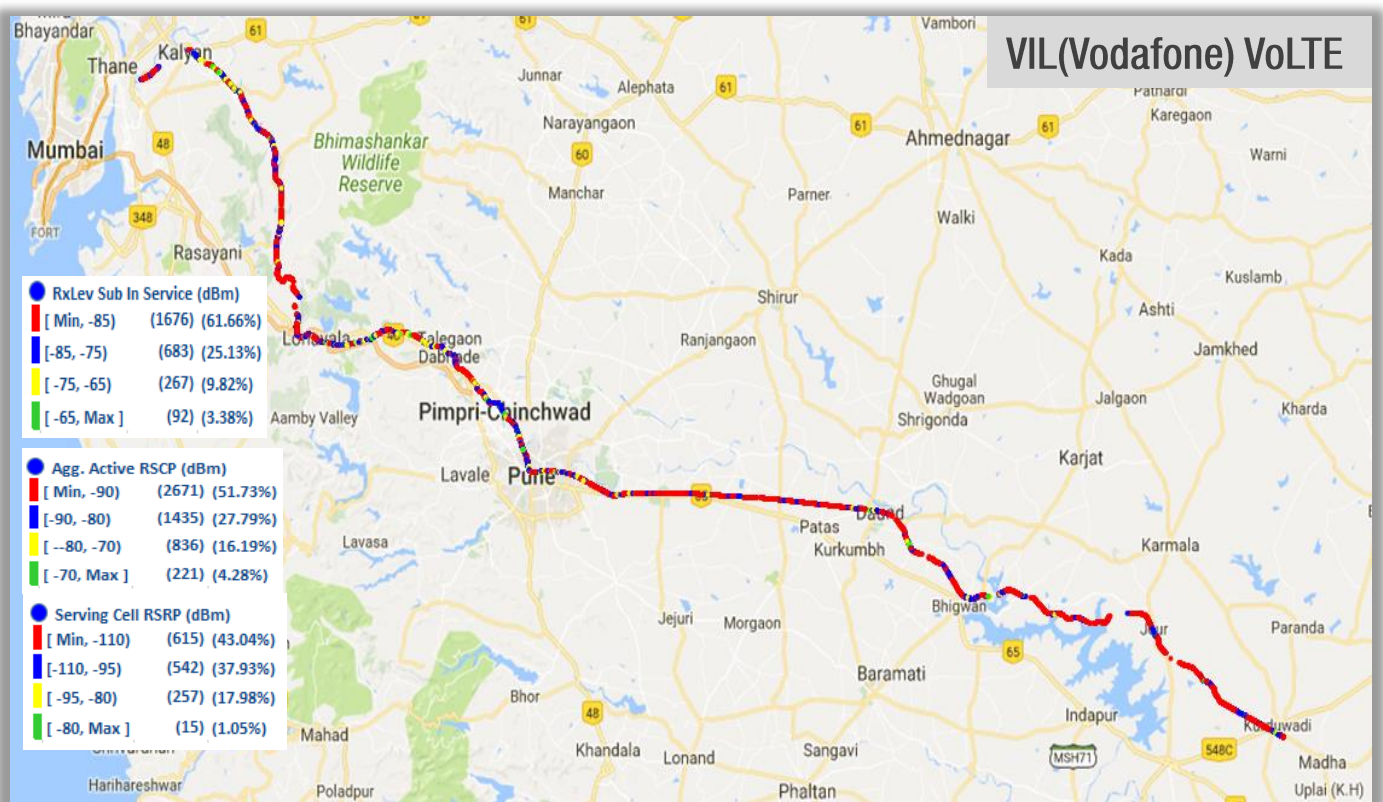 VIL(Vodafone) VoLTE
Bhayandar
61
61
Vambori
Kalyan
Thane
Junnar
Alephata
61
Pathardi
Karegaon
Narayangaon
61
Ahmednagar
61
Mumbai
48
Bhimashankar
Wildlife
Reserve
60
Warni
Manchar
Parner
348
FORT
Walki
Rasayani
Kada
Kuslamb
RxLev Sub In Service (dBm)
[ Min, -85) (1676) (61.66%)
[-85, -75) (683) (25.13%)
[ -75, -65) (267) (9.82%)
[ -65, Max ] (92) (3.38%)
Shirur
Ashti
Lonavala
Talegaon
Dabhade
Ranjangaon
Jamkhed
Ghugal
Wadgoan
Jalgaon
Kharda
Aamby Valley
Pimpri-Chinchwad
Shrigonda
Agg. Active RSCP (dBm)
[ Min, -90) (2671) (51.73%)
[-90, -80) (1435) (27.79%)
[ --80, -70) (836) (16.19%)
[ -70, Max ] (221) (4.28%)
Lavale
Pune
Karjat
Daund
Patas
Kurkumbh
Lavasa
Karmala
Serving Cell RSRP (dBm)
[ Min, -110) (615) (43.04%)
[-110, -95) (542) (37.93%)
[ -95, -80) (257) (17.98%)
[ -80, Max ] (15) (1.05%)
Bhigwan
Jejuri
Morgaon
Jeur
Paranda
65
Baramati
Bhor
48
Indapur
Kurduwadi
Mahad
Khandala
Lonand
Sangavi
MSH71
548C
Madha
Harihareshwar
Poladpur
Phaltan
Uplai (K.H)